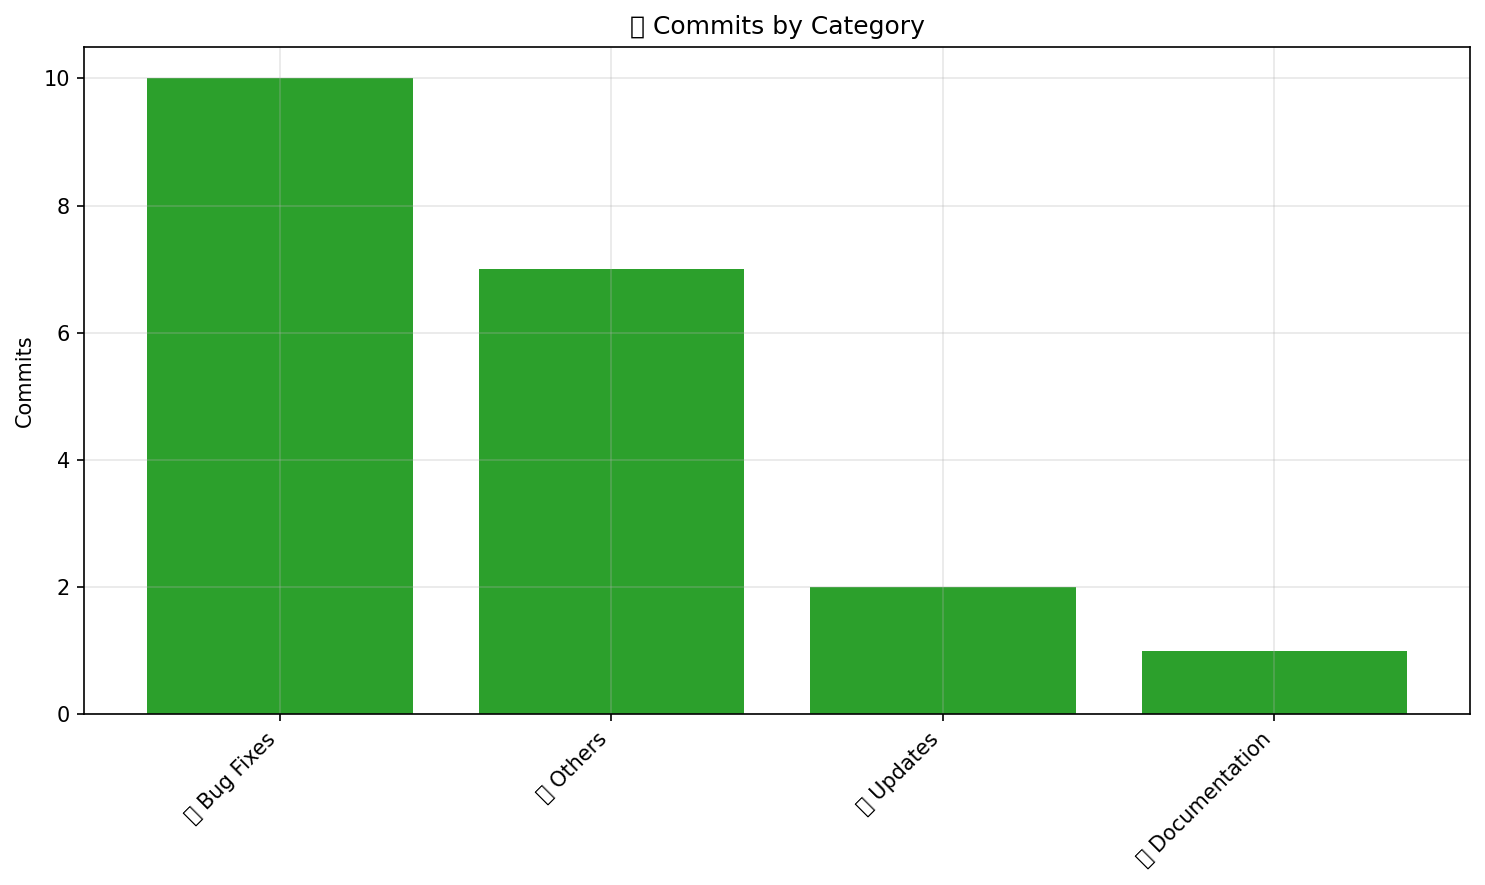 ▯ Commits by Category
10
8
6
4
2
0
Commits
▯ Bug Fixes
▯ Others
▯ Updates
▯ Documentation